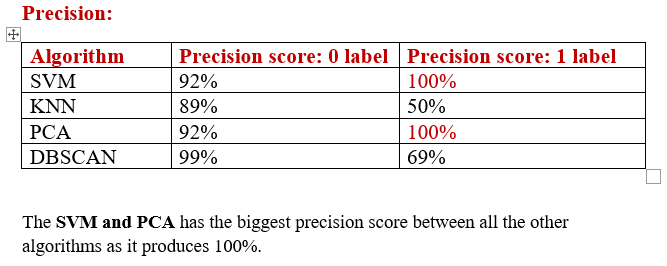 Precision:
Algorithm Precision score: 0 label Precision score: 1 label
SVM 92% 100%
KNN 89% 50%
PCA 92% 100%
DBSCAN 99% 69%
The SVM and PCA has the biggest precision score between all the other
algorithms as it produces 100%.